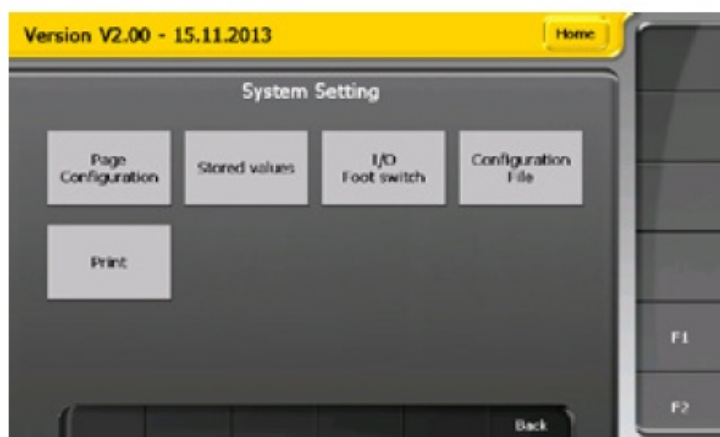 Version V2.00 - 15.11.2013
Home
System Setting
Page
Configuration
Stored values
I/O
Foot switch
Configuration
File
Print
F1
F2
Back